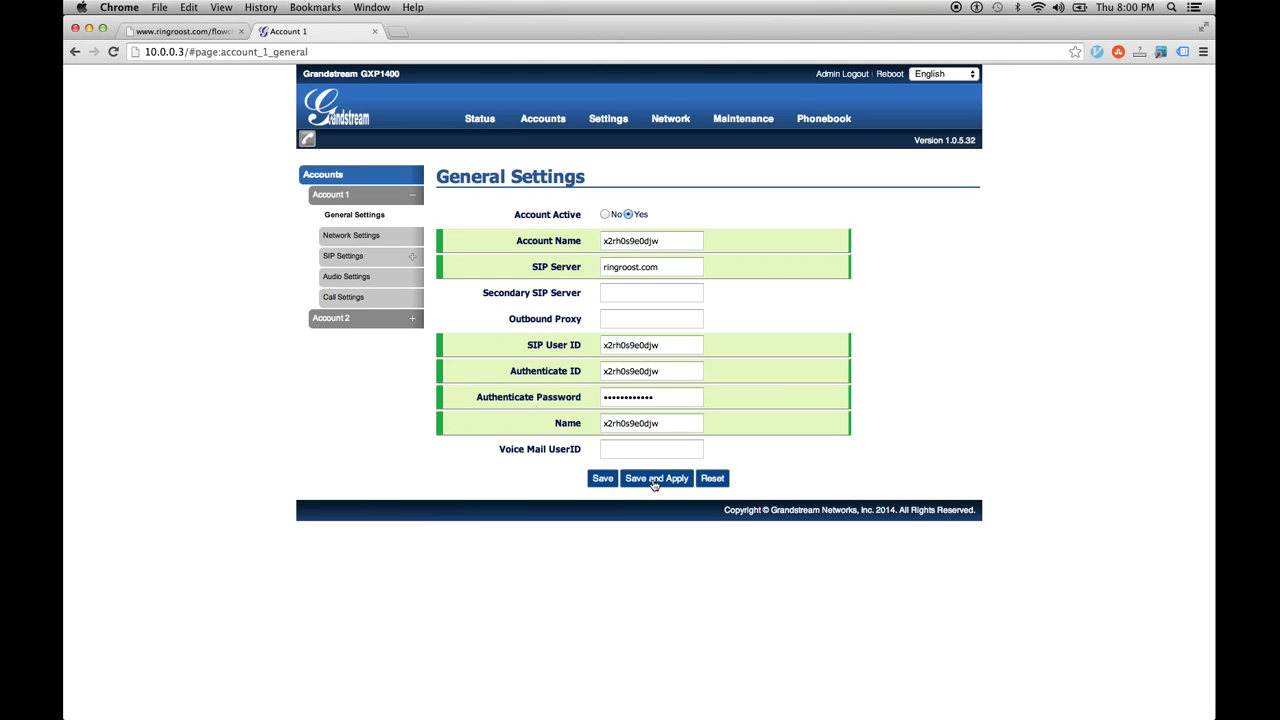 Chrome File Edit View History Bookmarks Window Help Thu 8:00 PM
www.ringroost.com/flowch Account 1
10.0.0.3/#page:account_1_general
Grandstream GXP1400 Admin Logout | Reboot English
Grandstream
Status Accounts Settings Network Maintenance Phonebook
Version 1.0.5.32
Accounts
Account 1
General Settings
Network Settings
SIP Settings
Audio Settings
Call Settings
Account 2
General Settings
Account Active No Yes
Account Name x2rh0s9e0djw
SIP Server ringroost.com
Secondary SIP Server
Outbound Proxy
SIP User ID x2rh0s9e0djw
Authenticate ID x2rh0s9e0djw
Authenticate Password ••••••••••••
Name x2rh0s9e0djw
Voice Mail UserID
Save Save and Apply Reset
Copyright © Grandstream Networks, Inc. 2014. All Rights Reserved.